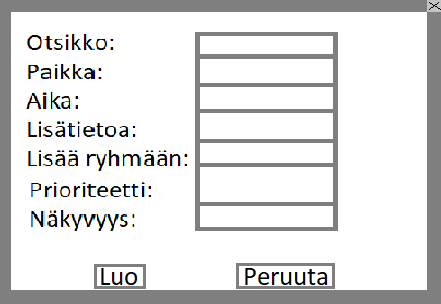 Otsikko:
Paikka:
Aika:
Lisätietoa:
Lisää ryhmään:
Prioriteetti:
Näkyvyys:
Luo Peruuta